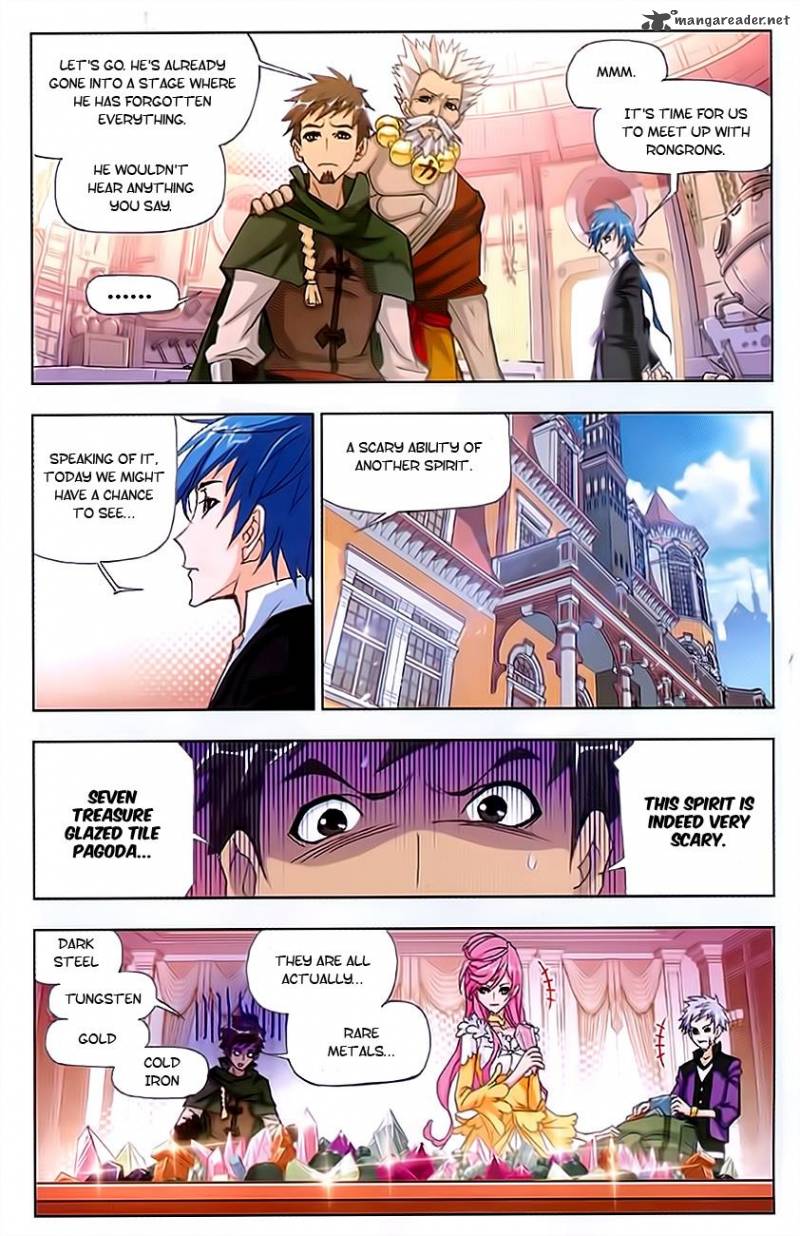 mangareader.net
LET'S GO. HE'S ALREADY
GONE INTO A STAGE WHERE
HE HAS FORGOTTEN
EVERYTHING.
HE WOULDN'T
HEAR ANYTHING
YOU SAY.
......
MMM.
IT'S TIME FOR US
TO MEET UP WITH
RONGRONG.
SPEAKING OF IT,
TODAY WE MIGHT
HAVE A CHANCE
TO SEE...
A SCARY ABILITY OF
ANOTHER SPIRIT.
SEVEN
TREASURE
GLAZED TILE
PAGODA...
THIS SPIRIT IS
INDEED VERY
SCARY.
DARK
STEEL
TUNGSTEN
GOLD
COLD
IRON
THEY ARE ALL
ACTUALLY...
RARE
METALS...